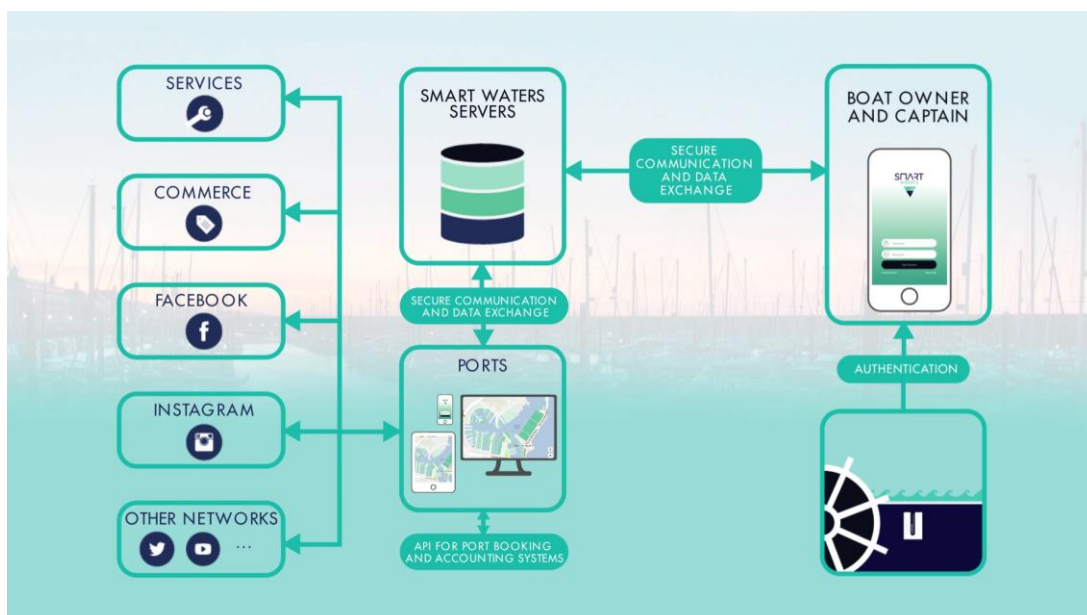 SERVICES
COMMERCE
FACEBOOK
INSTAGRAM
OTHER NETWORKS
...
SMART WATERS
SERVERS
SECURE COMMUNICATION
AND DATA EXCHANGE
PORTS
API FOR PORT BOOKING
AND ACCOUNTING SYSTEMS
SECURE
COMMUNICATION
AND DATA
EXCHANGE
BOAT OWNER
AND CAPTAIN
SMART
AUTHENTICATION